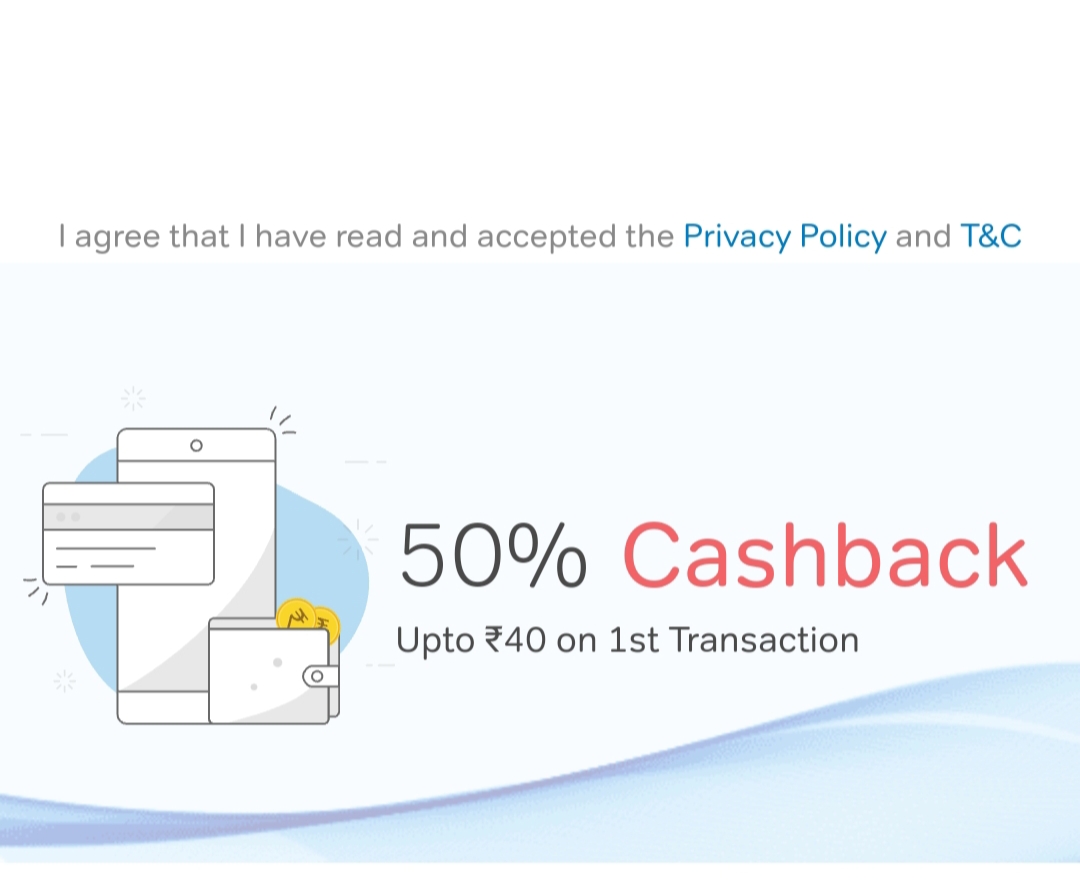 I agree that I have read and accepted the Privacy Policy and T&C
50% Cashback
Upto ₹40 on 1st Transaction